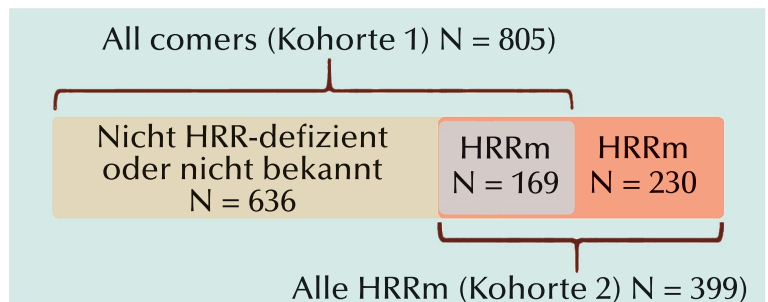 All comers (Kohorte 1) N = 805)
Nicht HRR-defizient
oder nicht bekannt
N = 636
HRRm
N = 169
HRRm
N = 230
Alle HRRm (Kohorte 2) N = 399)